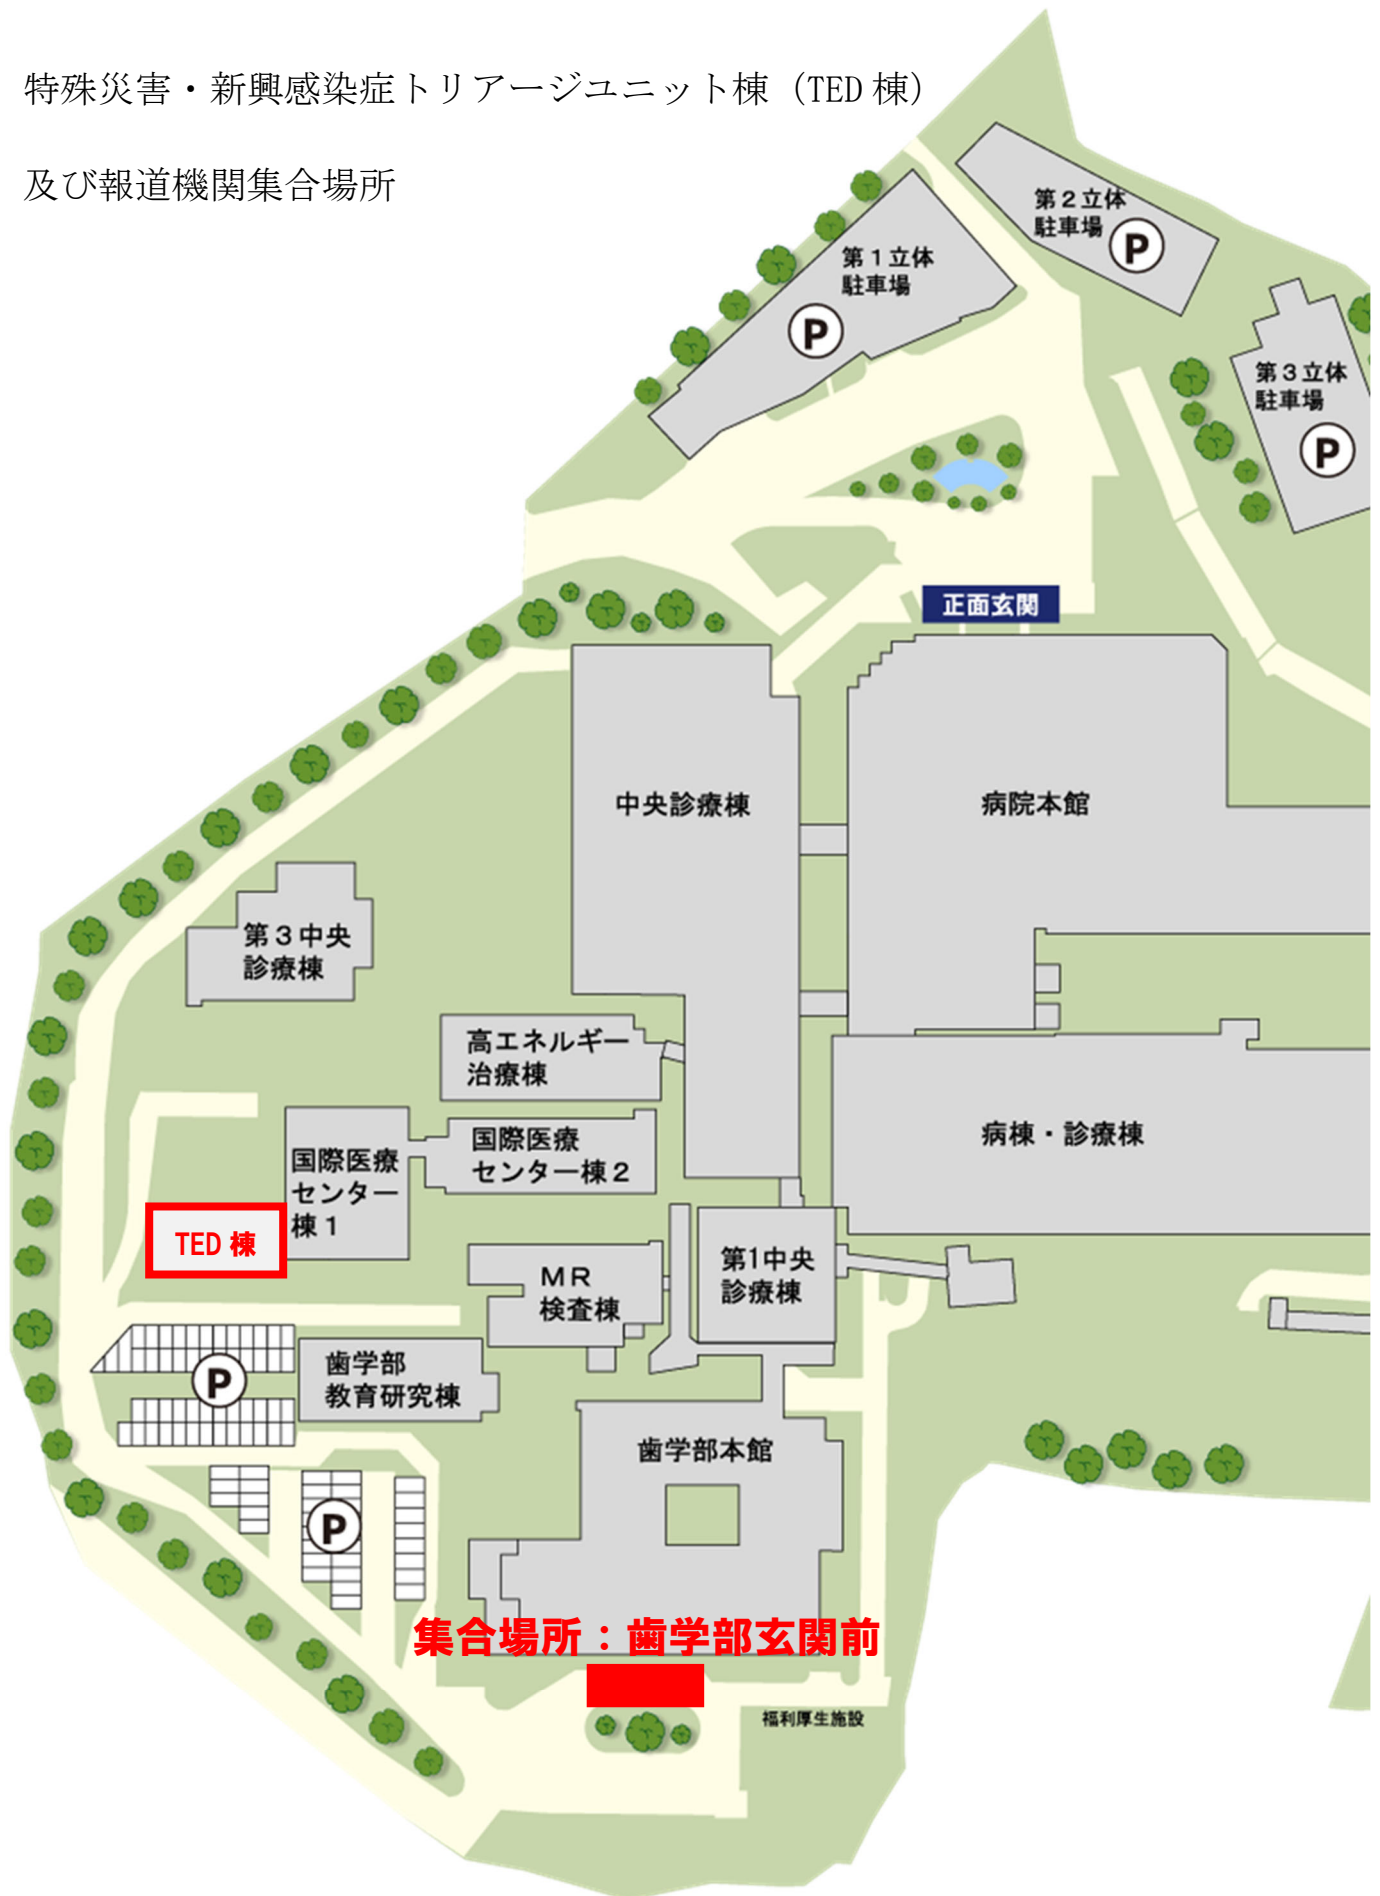 特殊災害・新興感染症トリアージユニット棟（TED 棟）
及び報道機関集合場所
第２立体
駐車場
P
第１立体
駐車場
P
第３立体
駐車場
P
正面玄関
中央診療棟
病院本館
第３中央
診療棟
高エネルギー
治療棟
国際医療
センター棟２
国際医療
センター
棟１
病棟・診療棟
TED 棟
第1中央
診療棟
ＭＲ
検査棟
歯学部
教育研究棟
P
歯学部本館
P
集合場所：歯学部玄関前
福利厚生施設